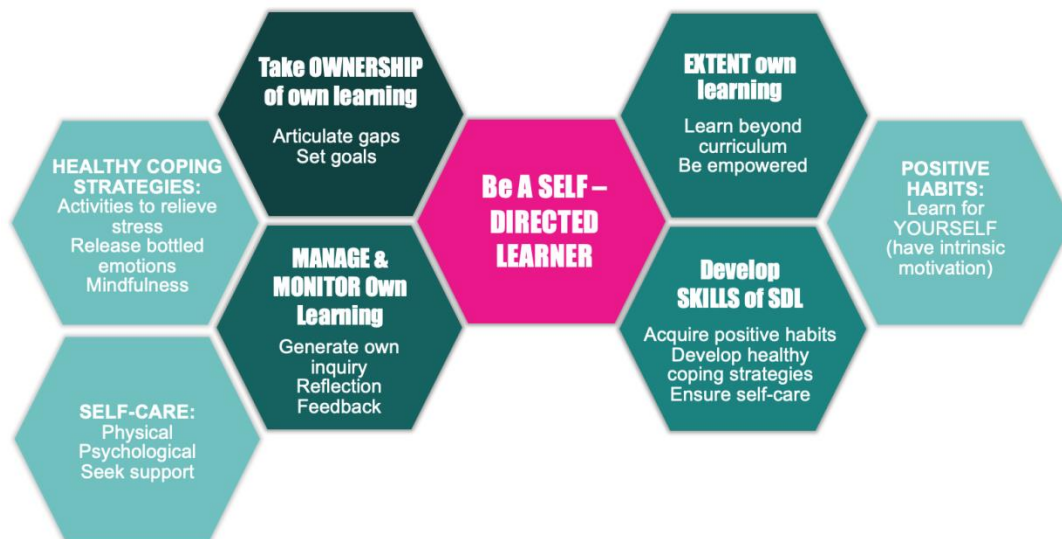 Take OWNERSHIP
of own learning
Articulate gaps
Set goals
EXTENT own
learning
Learn beyond
curriculum
Be empowered
HEALTHY COPING
STRATEGIES:
Activities to relieve
stress
Release bottled
emotions
Mindfulness
Be A SELF –
DIRECTED
LEARNER
POSITIVE
HABITS:
Learn for
YOURSELF
(have intrinsic
motivation)
MANAGE &
MONITOR Own
Learning
Generate own
inquiry
Reflection
Feedback
Develop
SKILLS of SDL
Acquire positive habits
Develop healthy
coping strategies
Ensure self-care
SELF-CARE:
Physical
Psychological
Seek support